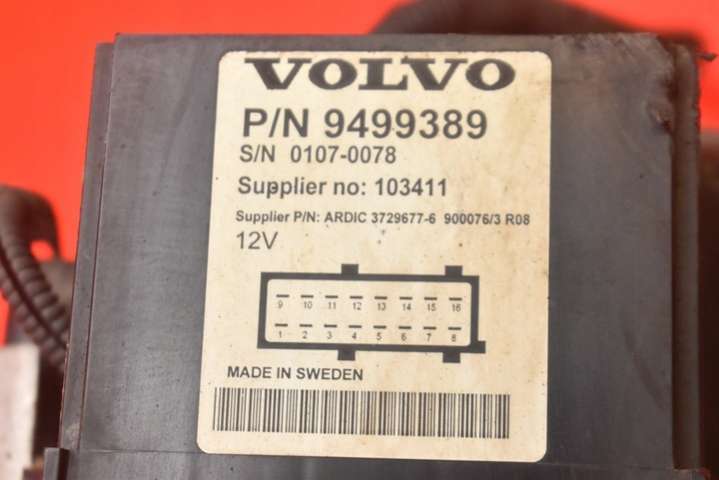 VOLVO
P/N 9499389
S/N 0107-0078
Supplier no: 103411
Supplier P/N: ARDIC 3729677-6 900076/3 R08
12V
9 10 11 12 13 14 15 16
1 2 3 4 5 6 7 8
MADE IN SWEDEN